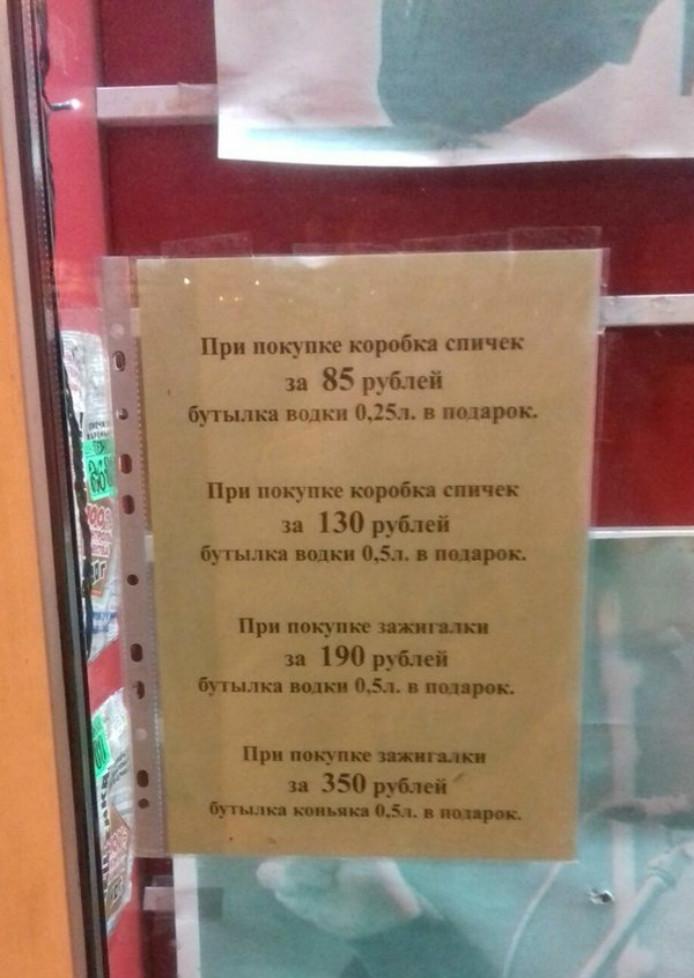 При покупке коробка спичек
за 85 рублей
бутылка водки 0,25л. в подарок.
При покупке коробка спичек
за 130 рублей
бутылка водки 0,5л. в подарок.
При покупке зажигалки
за 190 рублей
бутылка водки 0,5л. в подарок.
При покупке зажигалки
за 350 рублей
бутылка коньяка 0,5л. в подарок.